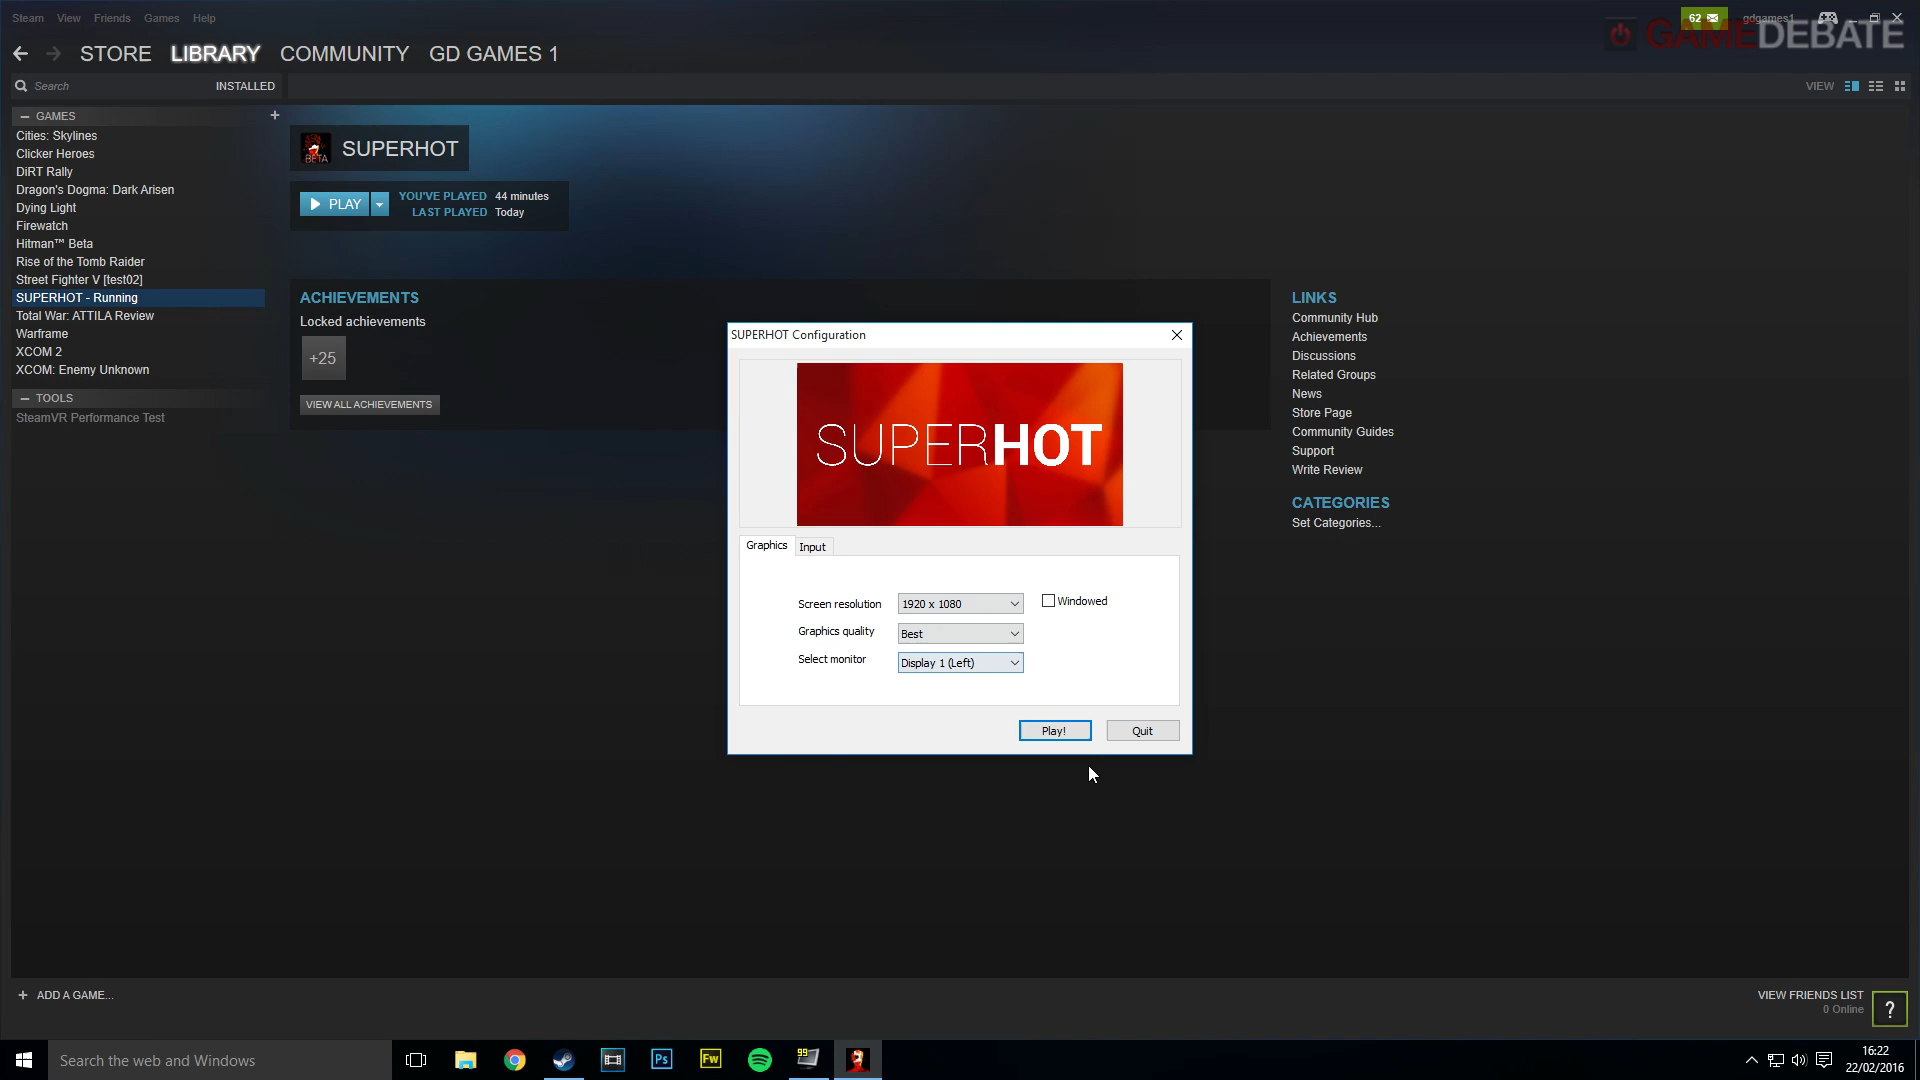 Steam View Friends Games Help
62
gdgames1
GAMEDEBATE
STORE LIBRARY COMMUNITY GD GAMES 1
Search
INSTALLED
VIEW
— GAMES
+
Cities: Skylines
Clicker Heroes
DiRT Rally
Dragon's Dogma: Dark Arisen
Dying Light
Firewatch
Hitman™ Beta
Rise of the Tomb Raider
Street Fighter V [test02]
SUPERHOT - Running
Total War: ATTILA Review
Warframe
XCOM 2
XCOM: Enemy Unknown
— TOOLS
SteamVR Performance Test
BETA
SUPERHOT
PLAY
YOU'VE PLAYED 44 minutes
LAST PLAYED Today
ACHIEVEMENTS
Locked achievements
+25
VIEW ALL ACHIEVEMENTS
LINKS
Community Hub
Achievements
Discussions
Related Groups
News
Store Page
Community Guides
Support
Write Review
CATEGORIES
Set Categories...
SUPERHOT Configuration
SUPERHOT
Graphics Input
Screen resolution 1920 x 1080 Windowed
Graphics quality Best
Select monitor Display 1 (Left)
Play! Quit
+ ADD A GAME...
VIEW FRIENDS LIST
0 Online
?
Search the web and Windows
Ps
Fw
99
16:22
22/02/2016